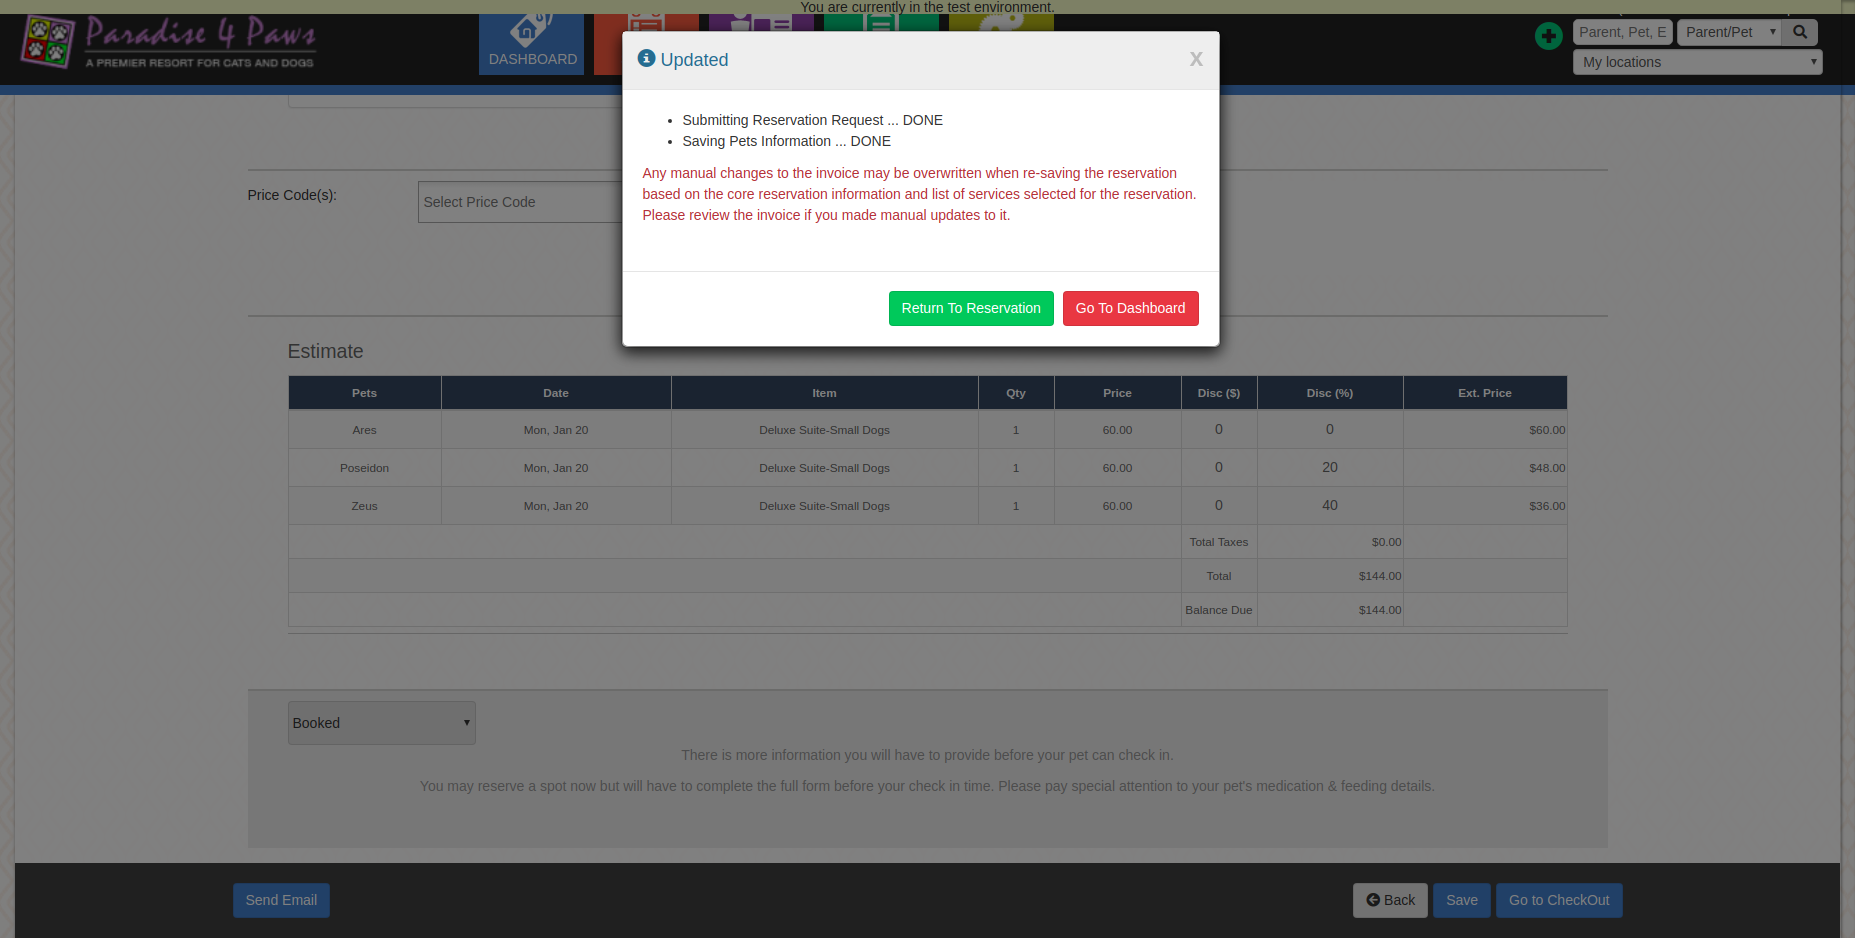 You are currently in the test environment.
Paradise 4 Paws
A PREMIER RESORT FOR CATS AND DOGS
DASHBOARD
Parent, Pet, E
Parent/Pet
My locations
Updated
X
Submitting Reservation Request ... DONE
Saving Pets Information ... DONE
Any manual changes to the invoice may be overwritten when re-saving the reservation
based on the core reservation information and list of services selected for the reservation.
Please review the invoice if you made manual updates to it.
Return To Reservation Go To Dashboard
Price Code(s):
Select Price Code
Estimate
Pets Date Item Qty Price Disc ($) Disc (%) Ext. Price
Ares Mon, Jan 20 Deluxe Suite-Small Dogs 1 60.00 0 0 $60.00
Poseidon Mon, Jan 20 Deluxe Suite-Small Dogs 1 60.00 0 20 $48.00
Zeus Mon, Jan 20 Deluxe Suite-Small Dogs 1 60.00 0 40 $36.00
Total Taxes $0.00
Total $144.00
Balance Due $144.00
Booked
There is more information you will have to provide before your pet can check in.
You may reserve a spot now but will have to complete the full form before your check in time. Please pay special attention to your pet's medication & feeding details.
Send Email Back Save Go to CheckOut